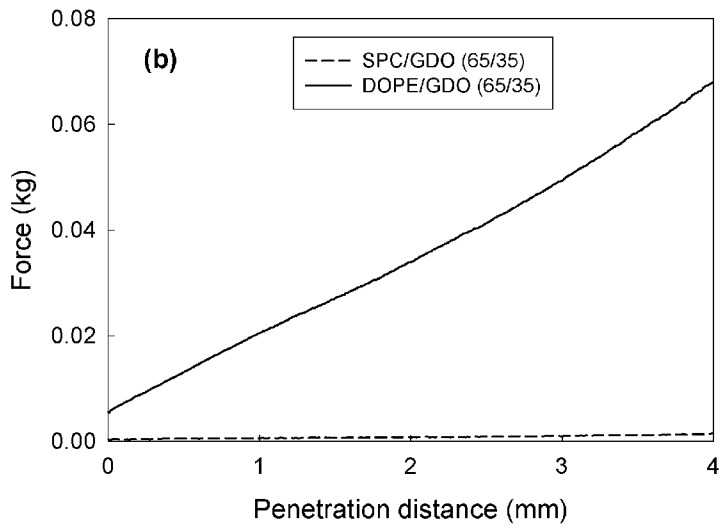 0.08
(b)
SPC/GDO (65/35)
DOPE/GDO (65/35)
0.06
Force (kg)
0.04
0.02
0.00
0 1 2 3 4
Penetration distance (mm)